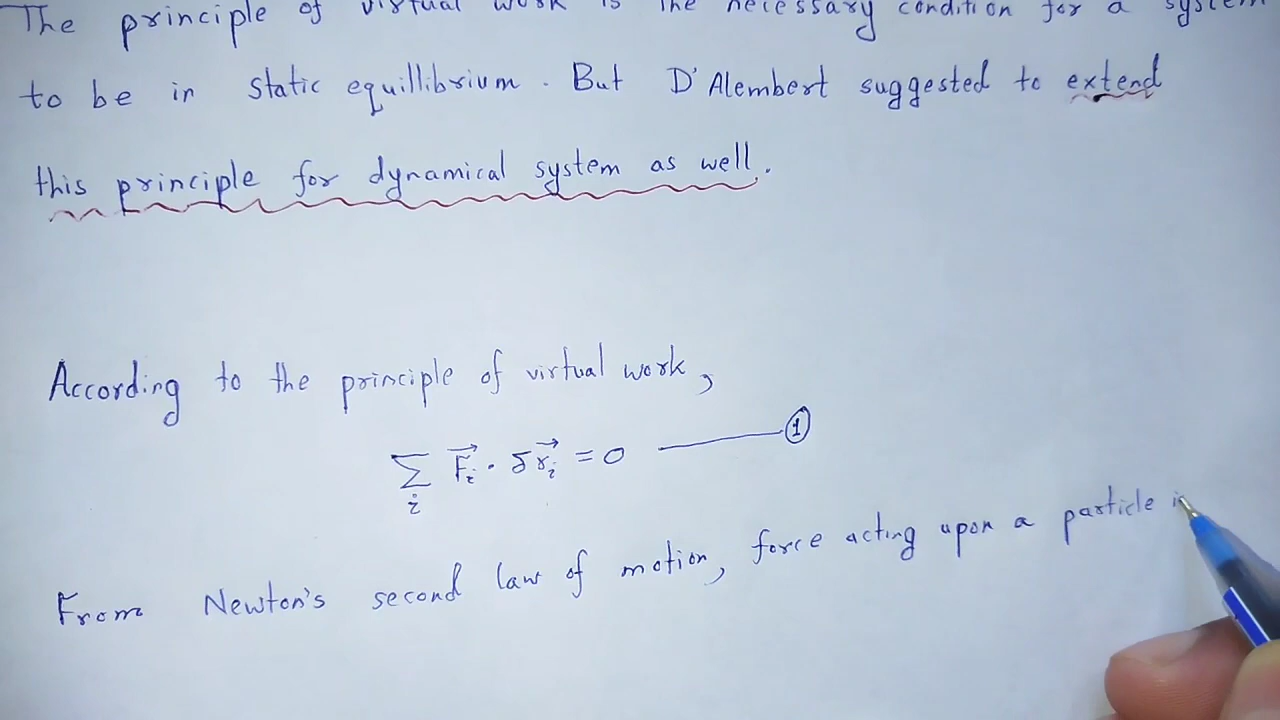 The principle of virtual work is the necessary condition for a system
to be in static equillibrium. But D'Alembert suggested to extend
this principle for dynamical system as well.
According to the principle of virtual work,
∑ᵢ F⃗ᵢ · δr⃗ᵢ = 0 ——— ①
From Newton's second law of motion, force acting upon a particle i